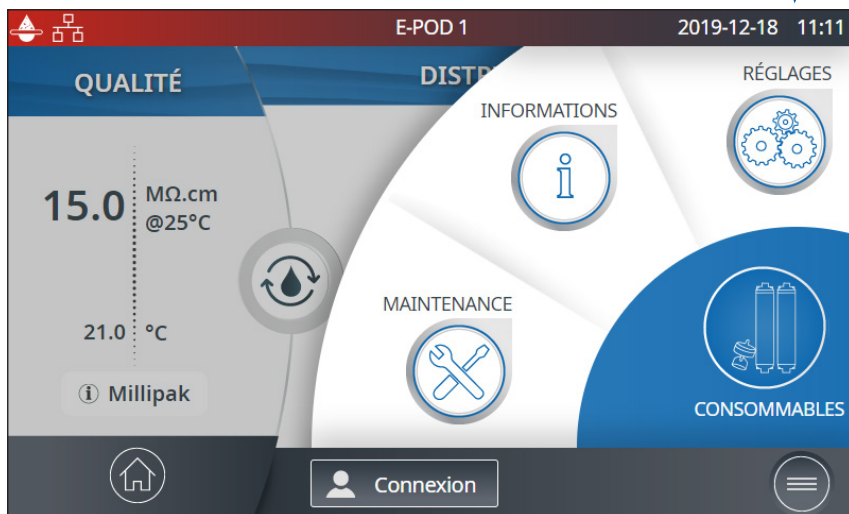 E-POD 1
2019-12-18 11:11
QUALITÉ
INFORMATIONS
RÉGLAGES
15.0 MΩ.cm
@25°C
MAINTENANCE
21.0 °C
Millipak
CONSOMMABLES
Connexion